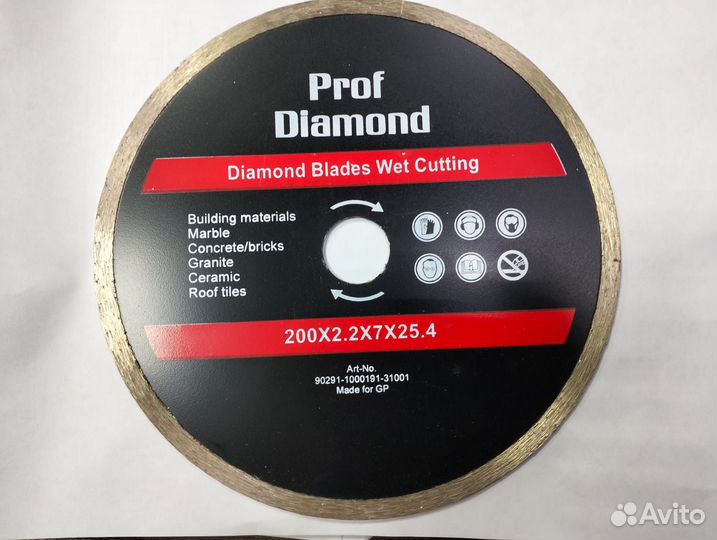 Prof
Diamond
Diamond Blades Wet Cutting
Building materials
Marble
Concrete/bricks
Granite
Ceramic
Roof tiles
200X2.2X7X25.4
Art-No.
90291-1000191-31001
Made for GP
Avito